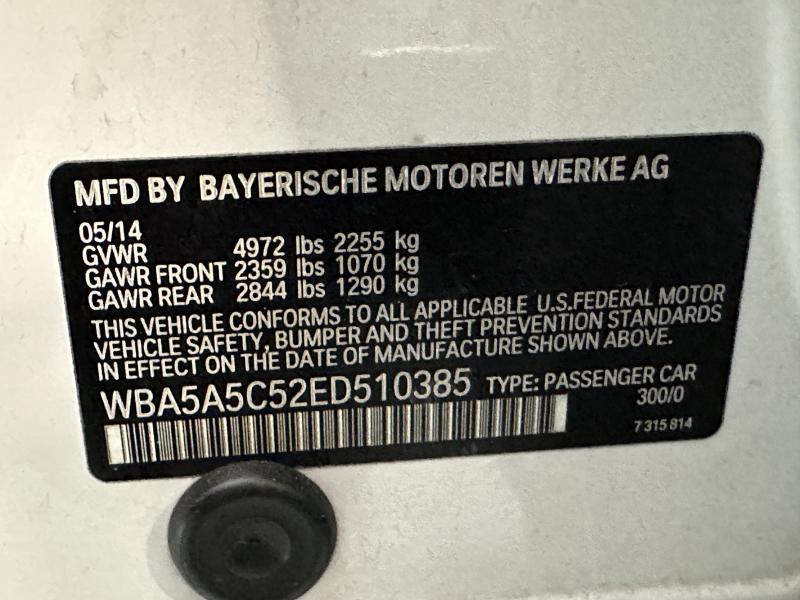 MFD BY BAYERISCHE MOTOREN WERKE AG
05/14
GVWR 4972 lbs 2255 kg
GAWR FRONT 2359 lbs 1070 kg
GAWR REAR 2844 lbs 1290 kg
THIS VEHICLE CONFORMS TO ALL APPLICABLE U.S.FEDERAL MOTOR
VEHICLE SAFETY, BUMPER AND THEFT PREVENTION STANDARDS
IN EFFECT ON THE DATE OF MANUFACTURE SHOWN ABOVE.
WBA5A5C52ED510385 TYPE: PASSENGER CAR
300/0
7 315 814